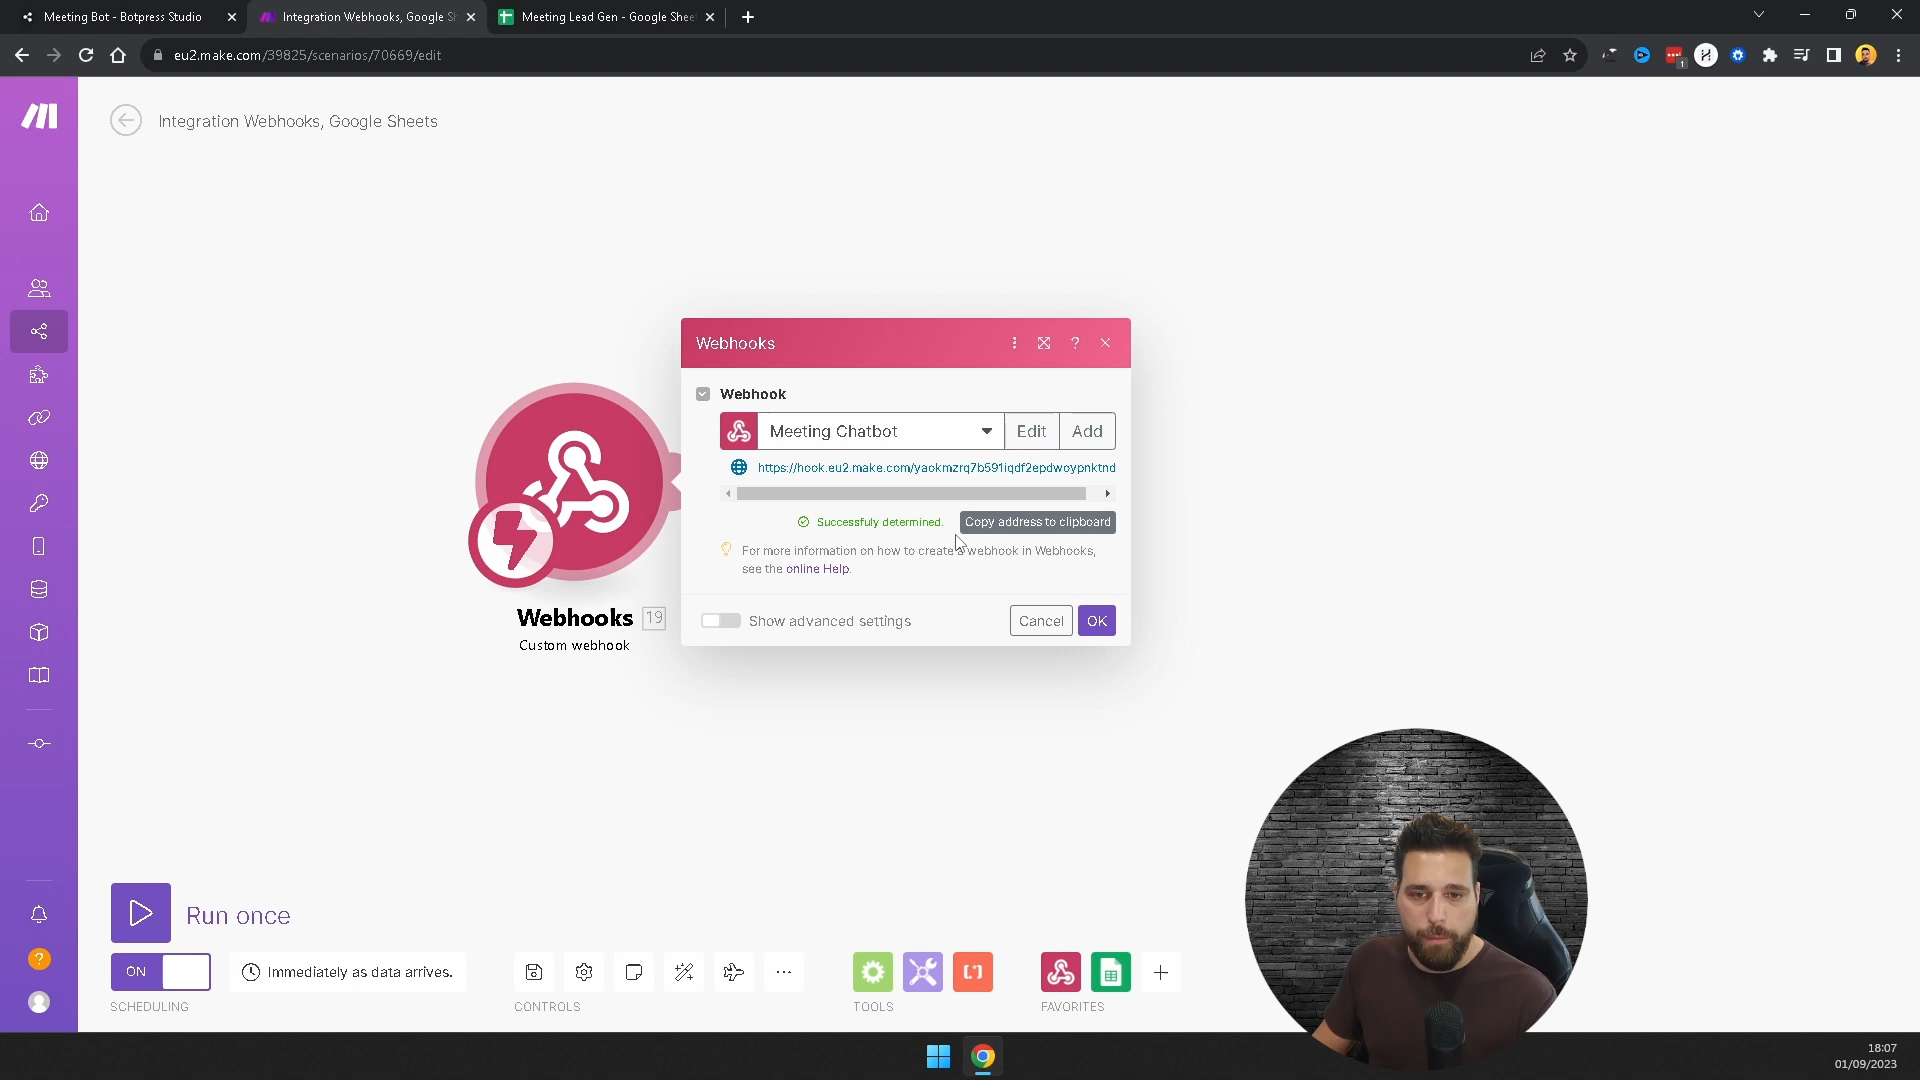 Meeting Bot - Botpress Studio
Integration Webhooks, Google Sh
Meeting Lead Gen - Google Shee
eu2.make.com/39825/scenarios/70669/edit
1
Integration Webhooks, Google Sheets
Webhooks
?
Webhook
Meeting Chatbot
Edit
Add
https://hook.eu2.make.com/yaokmzrq7b591iqdf2epdwoypnktnd
Successfuly determined.
Copy address to clipboard
For more information on how to create a webhook in Webhooks,
see the online Help.
Show advanced settings
Cancel
OK
Webhooks
19
Custom webhook
Run once
ON
Immediately as data arrives.
SCHEDULING
CONTROLS
TOOLS
FAVORITES
?
18:07
01/09/2023